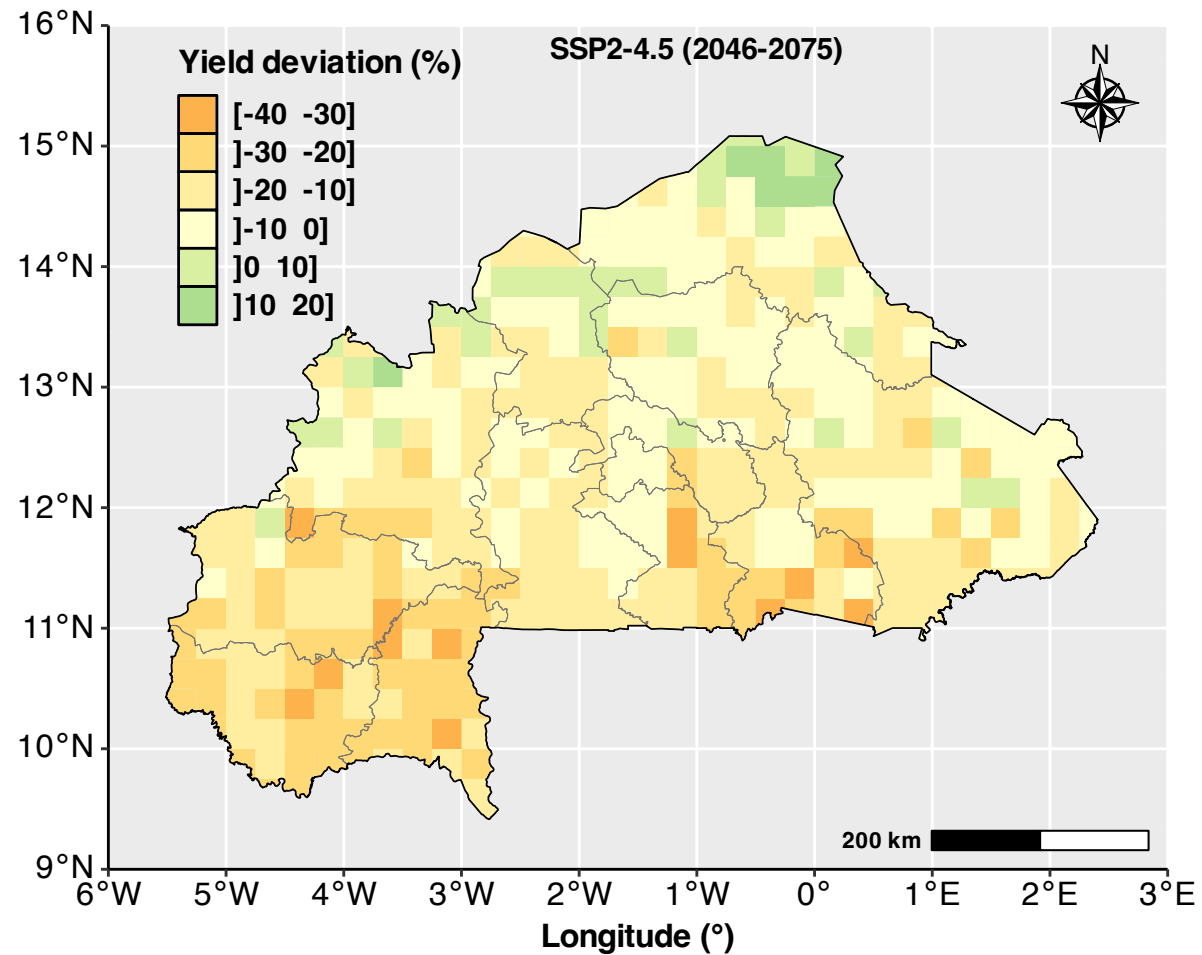 16°N
15°N
14°N
13°N
12°N
11°N
10°N
9°N
Yield deviation (%)
]-40 -30]
]-30 -20]
]-20 -10]
]-10 0]
]0 10]
]10 20]
SSP2-4.5 (2046-2075)
N
200 km
6°W 5°W 4°W 3°W 2°W 1°W 0° 1°E 2°E 3°E
Longitude (°)